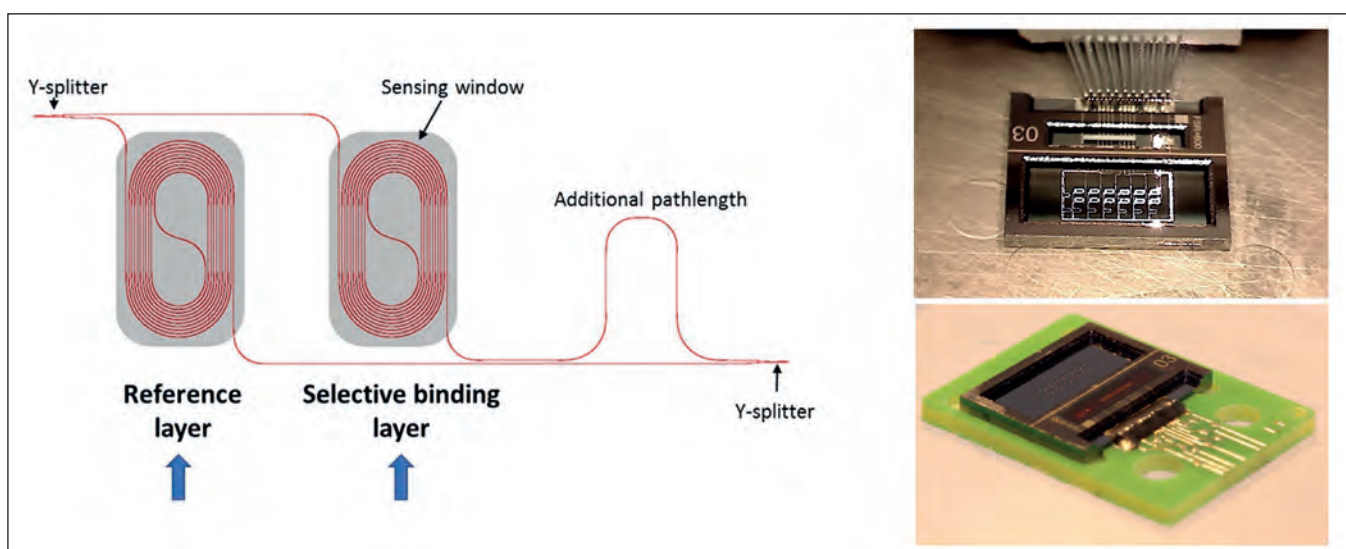 Y-splitter
Sensing window
Additional pathlength
Reference
layer
Selective binding
layer
Y-splitter
03
03